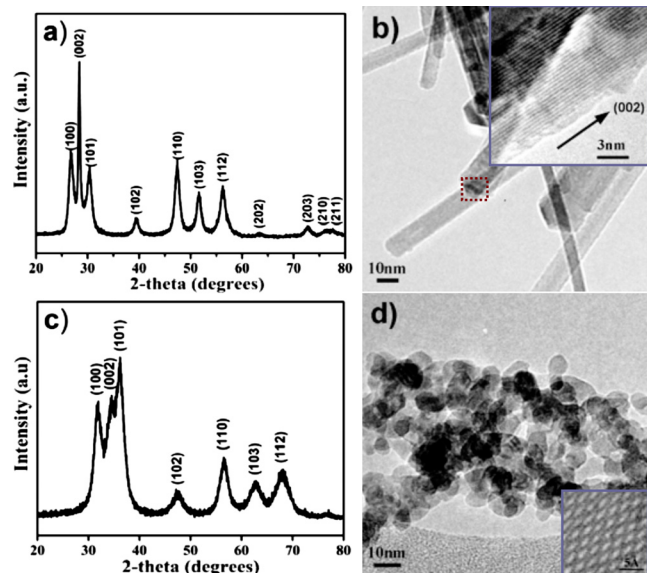 a)
(002)
(100)
(101)
(102)
(110)
(103)
(112)
(202)
(203)
(210)
(211)
Intensity (a.u.)
20 30 40 50 60 70 80
2-theta (degrees)
b)
(002)
3nm
10nm
c)
(101)
(100)
(002)
(102)
(110)
(103)
(112)
Intensity (a.u)
20 30 40 50 60 70 80
2-theta (degrees)
d)
10nm
5Å